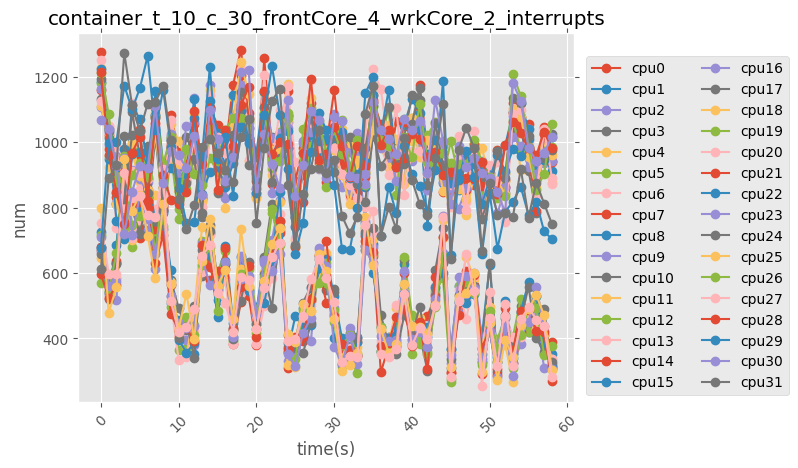 container_t_10_c_30_frontCore_4_wrkCore_2_interrupts
1200
1000
800
600
400
num
0
10
20
30
40
50
60
time(s)
cpu0
cpu1
cpu2
cpu3
cpu4
cpu5
cpu6
cpu7
cpu8
cpu9
cpu10
cpu11
cpu12
cpu13
cpu14
cpu15
cpu16
cpu17
cpu18
cpu19
cpu20
cpu21
cpu22
cpu23
cpu24
cpu25
cpu26
cpu27
cpu28
cpu29
cpu30
cpu31